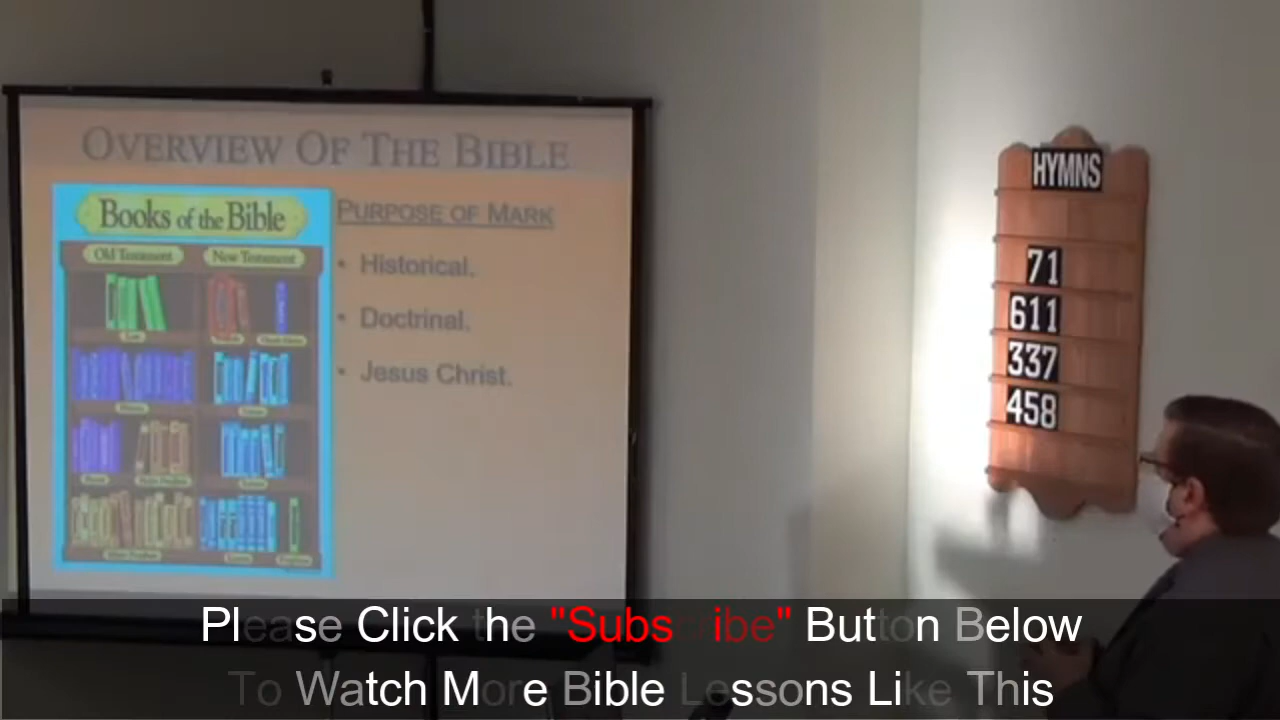 OVERVIEW OF THE BIBLE
Books of the Bible
Old Testament New Testament
PURPOSE OF MARK
• Historical.
• Doctrinal.
• Jesus Christ.
HYMNS
71
611
337
458
Please Click the "Subscribe" Button Below
To Watch More Bible Lessons Like This